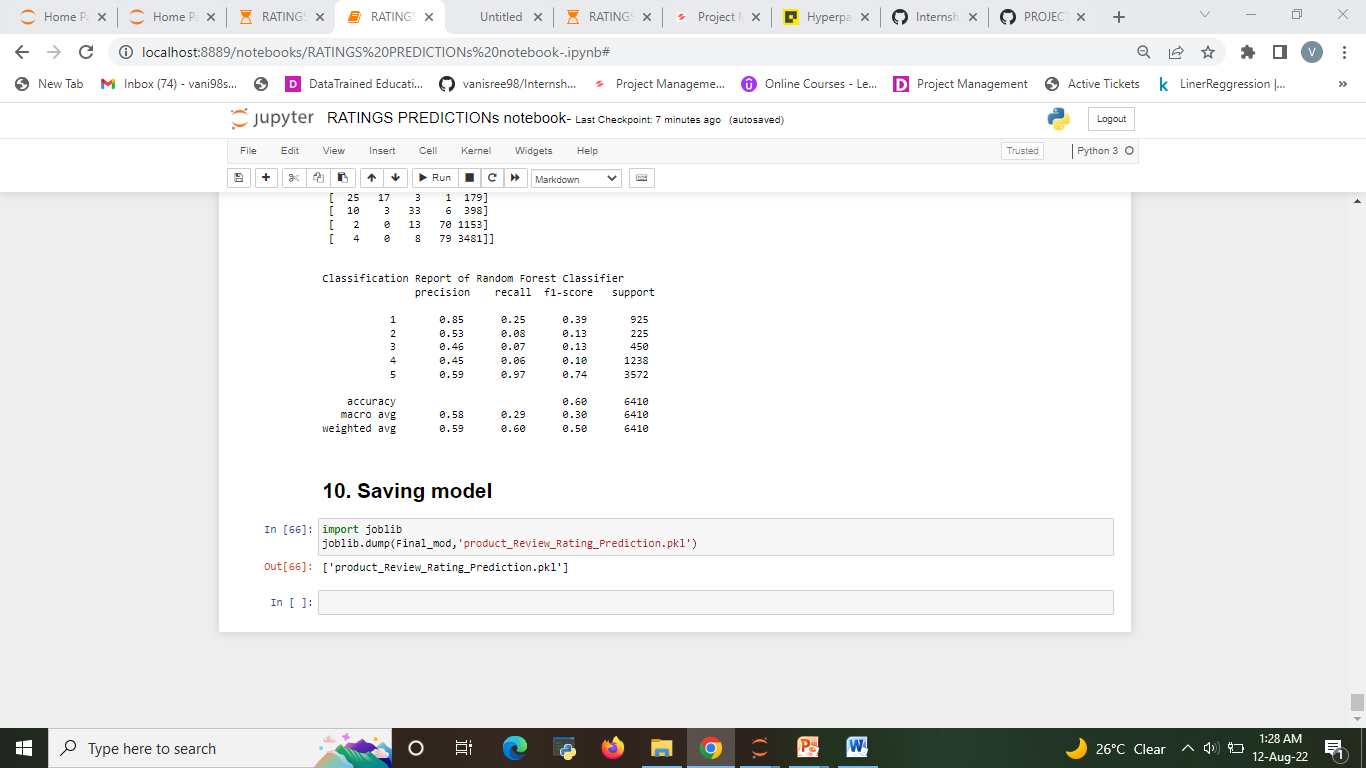 Home P
Home Pa
RATING
RATING
Untitled
RATING
Project
Hyperpa
Internsh
PROJECT
localhost:8889/notebooks/RATINGS%20PREDICTIONs%20notebook-.ipynb#
V
New Tab
Inbox (74) - vani98s...
DataTrained Educati...
vanisree98/Internsh...
Project Manageme...
Online Courses - Le...
Project Management
Active Tickets
LinerReggression |...
»
jupyter RATINGS PREDICTIONs notebook- Last Checkpoint: 7 minutes ago (autosaved)
Logout
File Edit View Insert Cell Kernel Widgets Help
Trusted
Python 3
Run
Markdown
[ 25 17 3 1 179]
[ 10 3 33 6 398]
[ 2 0 13 70 1153]
[ 4 0 8 79 3481]]
Classification Report of Random Forest Classifier
precision recall f1-score support
1 0.85 0.25 0.39 925
2 0.53 0.08 0.13 225
3 0.46 0.07 0.13 450
4 0.45 0.06 0.10 1238
5 0.59 0.97 0.74 3572
accuracy 0.60 6410
macro avg 0.58 0.29 0.30 6410
weighted avg 0.59 0.60 0.50 6410
10. Saving model
In [66]: import joblib
joblib.dump(Final_mod,'product_Review_Rating_Prediction.pkl')
Out[66]: ['product_Review_Rating_Prediction.pkl']
In [ ]:
Type here to search
26°C Clear
1:28 AM
12-Aug-22
1